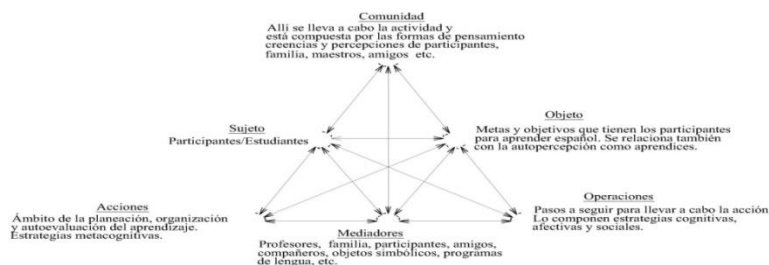 Comunidad
Allí se lleva a cabo la actividad y
está compuesta por las formas de pensamiento
creencias y percepciones de participantes,
familia, maestros, amigos etc.
Sujeto
Participantes/Estudiantes
Objeto
Metas y objetivos que tienen los participantes
para aprender español. Se relaciona también
con la autopercepción como aprendices.
Acciones
Ámbito de la planeación, organización
y autoevaluación del aprendizaje.
Estrategias metacognitivas.
Mediadores
Profesores, familia, participantes, amigos,
compañeros, objetos simbólicos, programas
de lengua, etc.
Operaciones
Pasos a seguir para llevar a cabo la acción
Lo componen estrategias cognitivas,
afectivas y sociales.